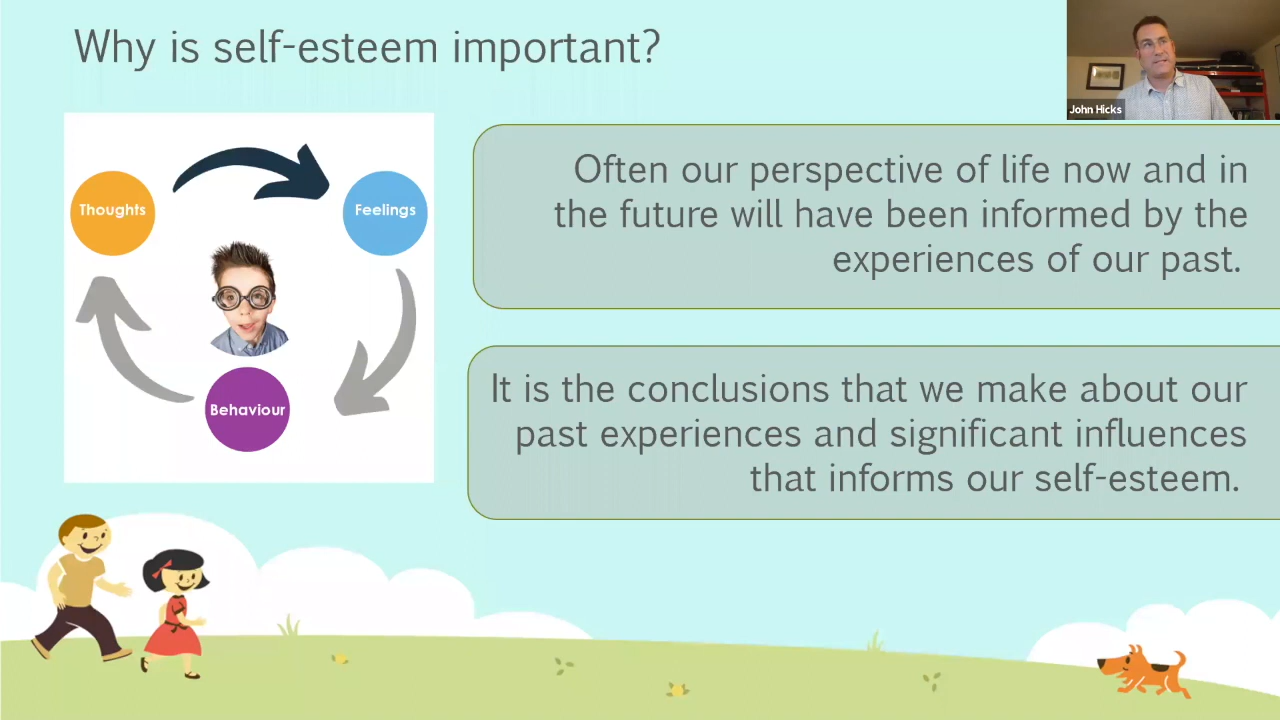 Why is self-esteem important?
John Hicks
Thoughts
Feelings
Behaviour
Often our perspective of life now and in
the future will have been informed by the
experiences of our past.
It is the conclusions that we make about our
past experiences and significant influences
that informs our self-esteem.